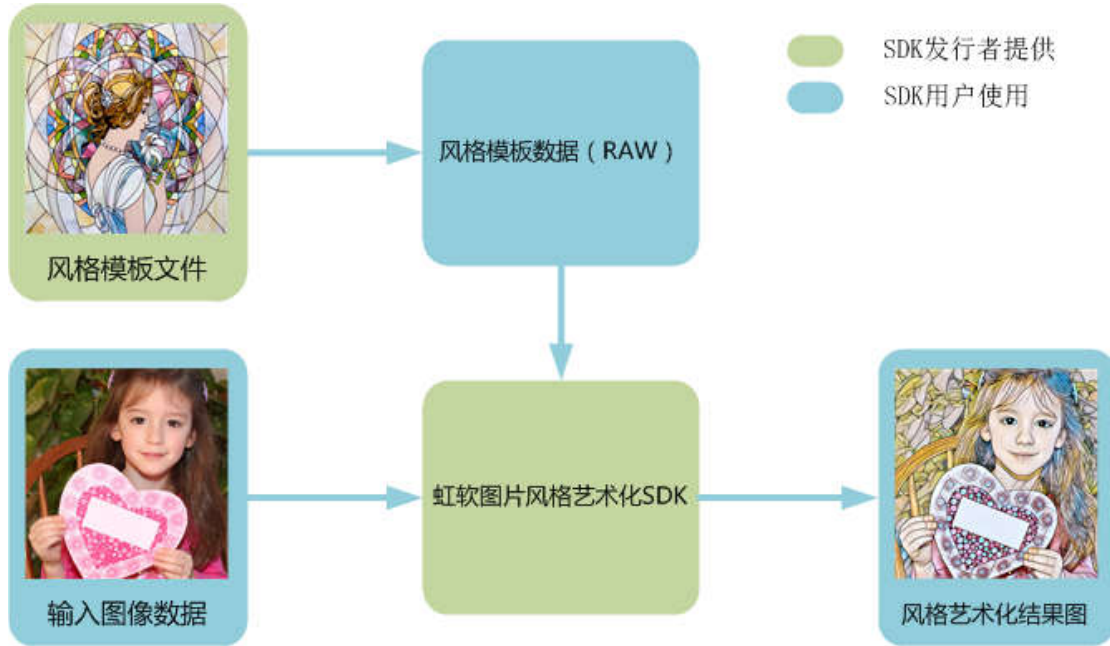 SDK发行者提供
SDK用户使用
风格模板数据（RAW）
风格模板文件
虹软图片风格艺术化SDK
输入图像数据
风格艺术化结果图